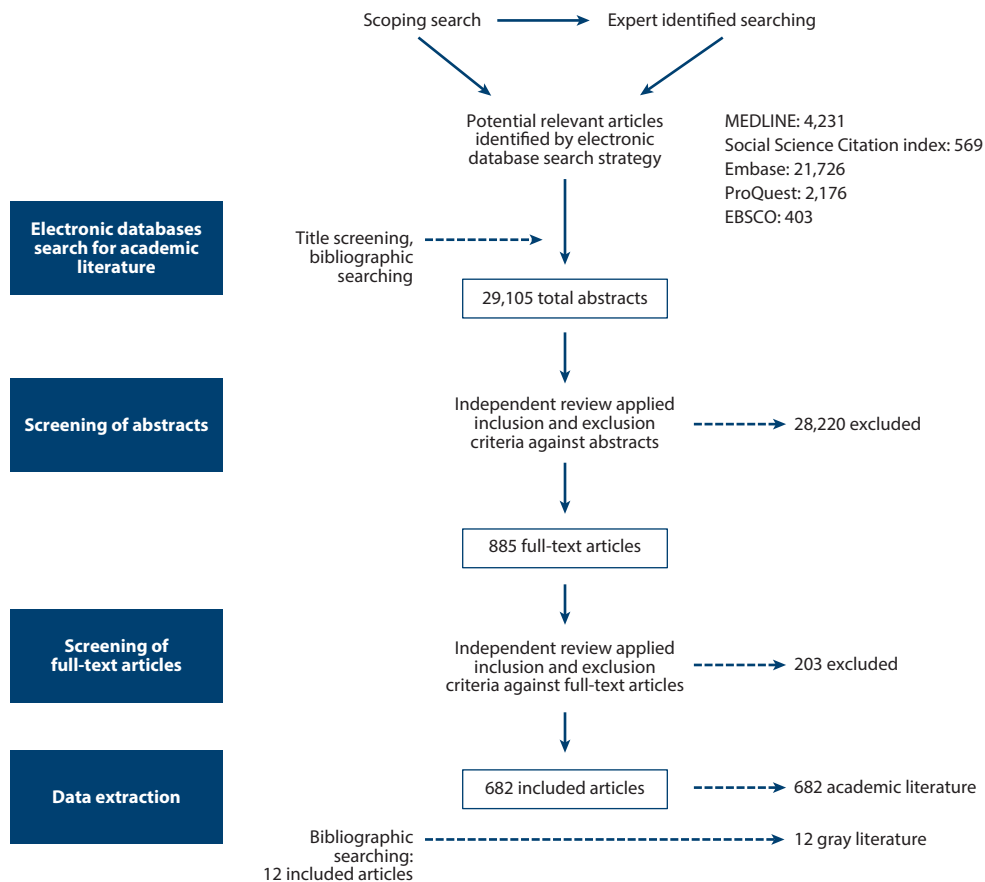 Scoping search
Expert identified searching
Potential relevant articles
identified by electronic
database search strategy
MEDLINE: 4,231
Social Science Citation index: 569
Embase: 21,726
ProQuest: 2,176
EBSCO: 403
Electronic databases
search for academic
literature
Title screening,
bibliographic
searching
29,105 total abstracts
Screening of abstracts
Independent review applied
inclusion and exclusion
criteria against abstracts
28,220 excluded
885 full-text articles
Screening of
full-text articles
Independent review applied
inclusion and exclusion
criteria against full-text articles
203 excluded
Data extraction
682 included articles
682 academic literature
Bibliographic
searching:
12 included articles
12 gray literature